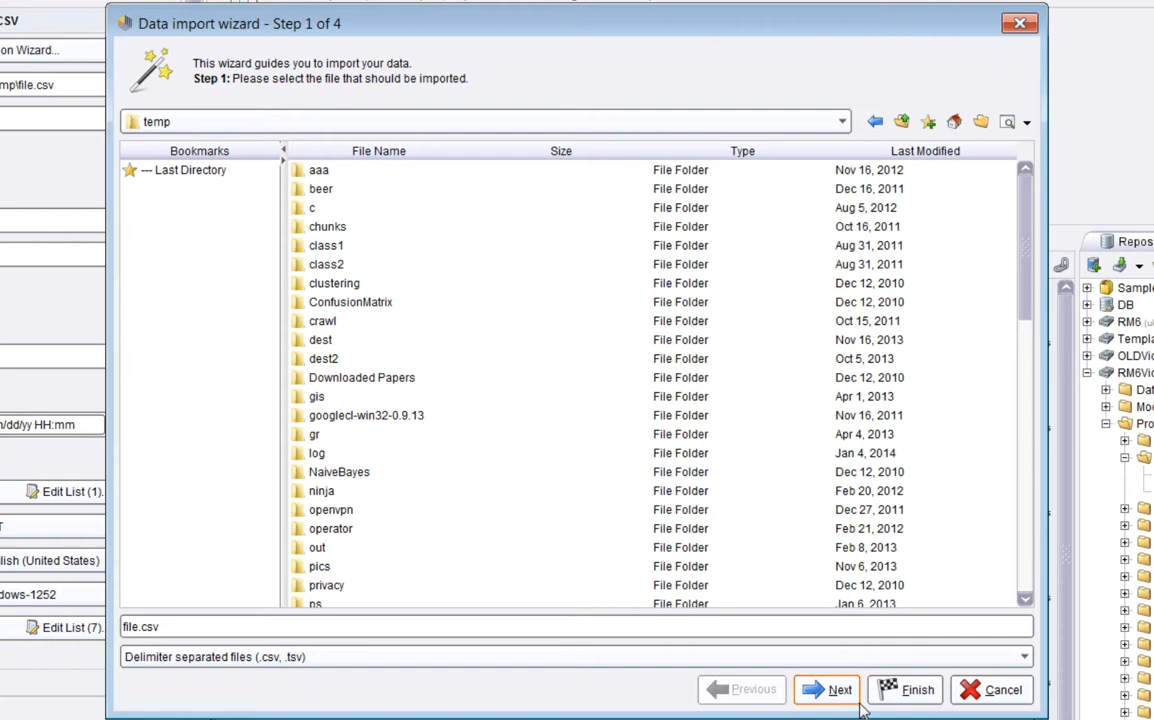 CSV
on Wizard...
mp\file.csv
n/dd/yy HH:mm
Edit List (1).
T
lish (United States)
dows-1252
Edit List (7).
Data import wizard - Step 1 of 4
This wizard guides you to import your data.
Step 1: Please select the file that should be imported.
temp
Bookmarks
--- Last Directory
File Name Size Type Last Modified
aaa File Folder Nov 16, 2012
beer File Folder Dec 16, 2011
c File Folder Aug 5, 2012
chunks File Folder Oct 16, 2011
class1 File Folder Aug 31, 2011
class2 File Folder Aug 31, 2011
clustering File Folder Dec 12, 2010
ConfusionMatrix File Folder Dec 12, 2010
crawl File Folder Oct 15, 2011
dest File Folder Nov 16, 2013
dest2 File Folder Oct 5, 2013
Downloaded Papers File Folder Dec 12, 2010
gis File Folder Apr 1, 2013
googlecl-win32-0.9.13 File Folder Nov 16, 2011
gr File Folder Apr 4, 2013
log File Folder Jan 4, 2014
NaiveBayes File Folder Dec 12, 2010
ninja File Folder Feb 20, 2012
openvpn File Folder Dec 27, 2011
operator File Folder Feb 21, 2012
out File Folder Feb 8, 2013
pics File Folder Nov 6, 2013
privacy File Folder Dec 12, 2010
ps File Folder Jan 6, 2013
file.csv
Delimiter separated files (.csv, .tsv)
Previous Next Finish Cancel
Repos
Sample
DB
RM6 (u
Templa
OLDVid
RM6Vid
Dat
Mo
Pro